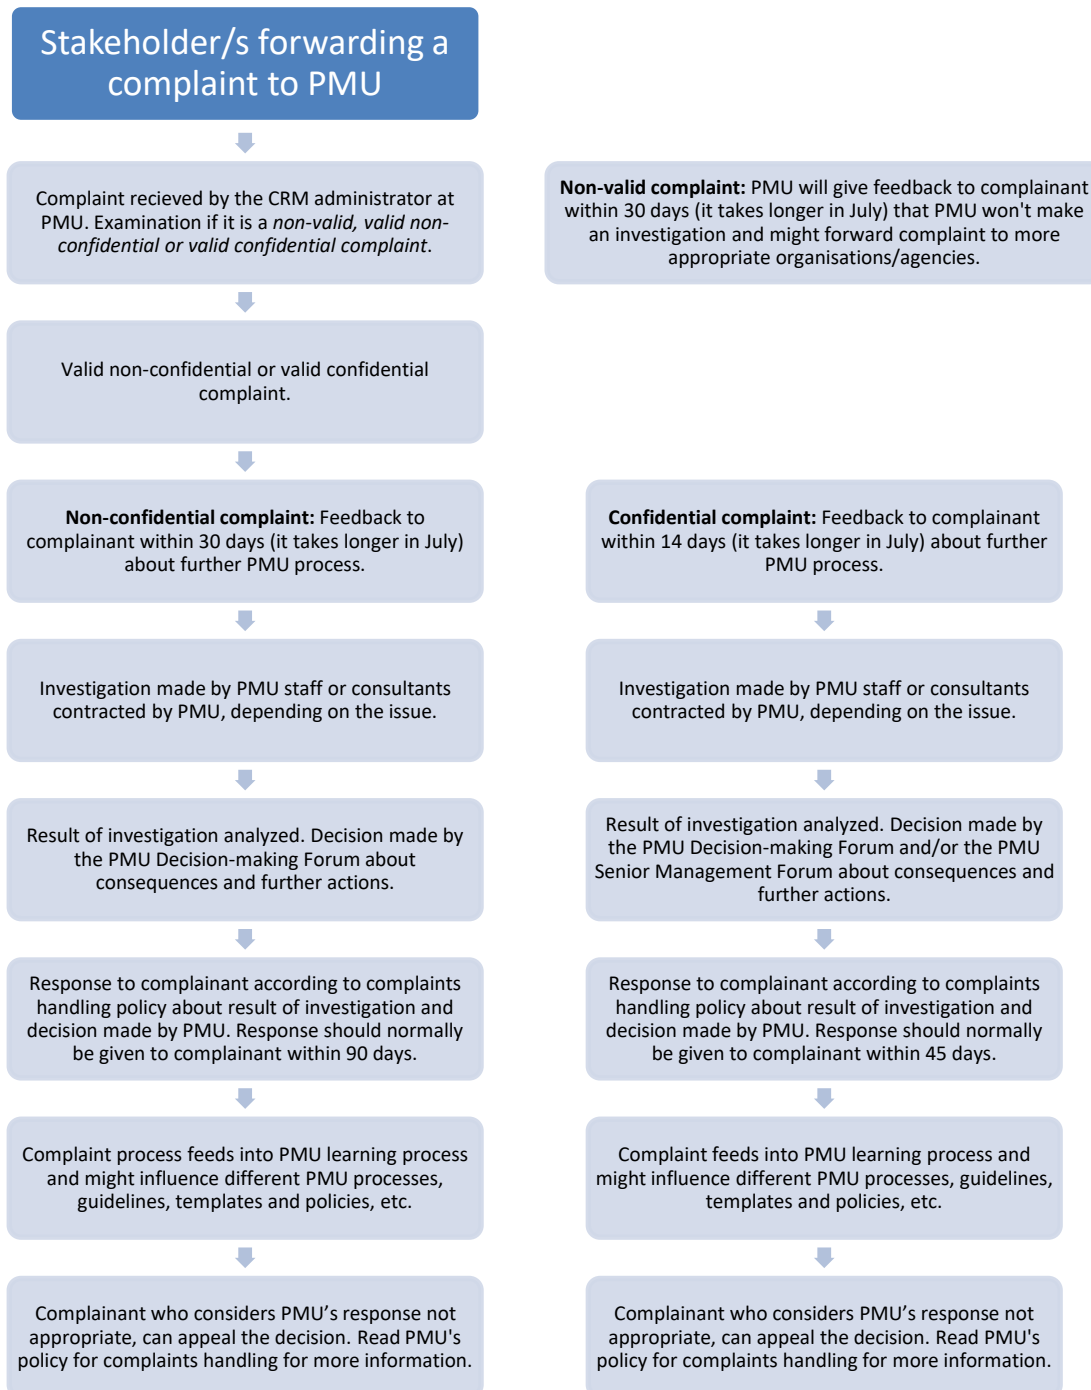 Stakeholder/s forwarding a
complaint to PMU
Complaint recieved by the CRM administrator at
PMU. Examination if it is a non-valid, valid non-
confidential or valid confidential complaint.
Non-valid complaint: PMU will give feedback to complainant
within 30 days (it takes longer in July) that PMU won't make
an investigation and might forward complaint to more
appropriate organisations/agencies.
Valid non-confidential or valid confidential
complaint.
Non-confidential complaint: Feedback to
complainant within 30 days (it takes longer in July)
about further PMU process.
Confidential complaint: Feedback to complainant
within 14 days (it takes longer in July) about further
PMU process.
Investigation made by PMU staff or consultants
contracted by PMU, depending on the issue.
Investigation made by PMU staff or consultants
contracted by PMU, depending on the issue.
Result of investigation analyzed. Decision made by
the PMU Decision-making Forum about
consequences and further actions.
Result of investigation analyzed. Decision made by
the PMU Decision-making Forum and/or the PMU
Senior Management Forum about consequences and
further actions.
Response to complainant according to complaints
handling policy about result of investigation and
decision made by PMU. Response should normally
be given to complainant within 90 days.
Response to complainant according to complaints
handling policy about result of investigation and
decision made by PMU. Response should normally
be given to complainant within 45 days.
Complaint process feeds into PMU learning process
and might influence different PMU processes,
guidelines, templates and policies, etc.
Complaint feeds into PMU learning process and
might influence different PMU processes, guidelines,
templates and policies, etc.
Complainant who considers PMU’s response not
appropriate, can appeal the decision. Read PMU's
policy for complaints handling for more information.
Complainant who considers PMU’s response not
appropriate, can appeal the decision. Read PMU's
policy for complaints handling for more information.